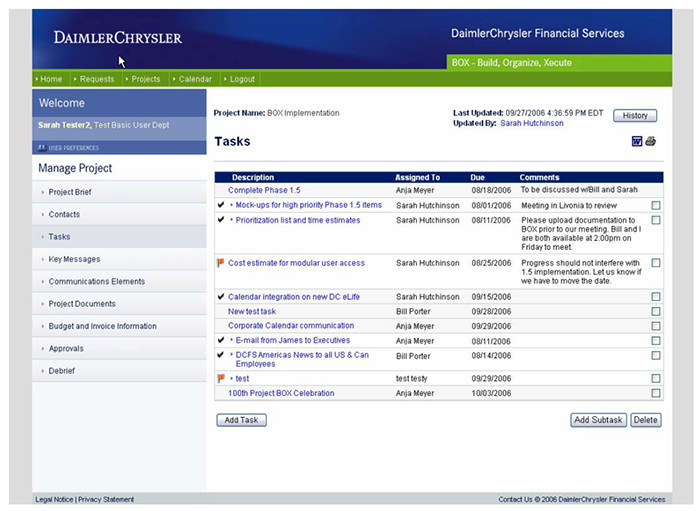 DAIMLERCHRYSLER
DaimlerChrysler Financial Services
BOX - Build, Organize, Xecute
Home Requests Projects Calendar Logout
Welcome
Sarah Tester2, Test Basic User Dept
USER PREFERENCES
Manage Project
Project Brief
Contacts
Tasks
Key Messages
Communications Elements
Project Documents
Budget and Invoice Information
Approvals
Debrief
Project Name: BOX Implementation
Last Updated: 09/27/2006 4:36:59 PM EDT
Updated By: Sarah Hutchinson
History
Tasks
Description Assigned To Due Comments
Complete Phase 1.5 Anja Meyer 08/18/2006 To be discussed w/Bill and Sarah
Mock-ups for high priority Phase 1.5 items Sarah Hutchinson 08/01/2006 Meeting in Livonia to review
Prioritization list and time estimates Sarah Hutchinson 08/11/2006 Please upload documentation to
BOX prior to our meeting. Bill and I
are both available at 2:00pm on
Friday to meet.
Cost estimate for modular user access Sarah Hutchinson 08/25/2006 Progress should not interfere with
1.5 implementation. Let us know if
we have to move the date.
Calendar integration on new DC eLife Sarah Hutchinson 09/15/2006
New test task Bill Porter 09/28/2006
Corporate Calendar communication Anja Meyer 09/29/2006
E-mail from James to Executives Anja Meyer 08/11/2006
DCFS Americas News to all US & Can Bill Porter 08/14/2006
Employees
test test testy 09/29/2006
100th Project BOX Celebration Anja Meyer 10/03/2006
Add Task Add Subtask Delete
Legal Notice | Privacy Statement
Contact Us © 2006 DaimlerChrysler Financial Services